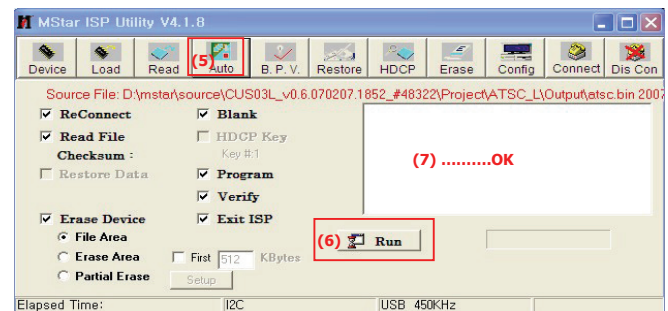 MStar ISP Utility V4.1.8
Device Load Read (5) Auto B. P. V. Restore HDCP Erase Config Connect Dis Con
Source File: D:\mstar\source\CUS03L_v0.6.070207.1852_#48322\Project\ATSC_L\Output\atsc.bin 2007
ReConnect Blank
Read File HDCP Key
Checksum : Key #:1
(7) ..........OK
Restore Data Program
Verify
Erase Device Exit ISP
File Area (6) Run
Erase Area First 512 KBytes
Partial Erase Setup
Elapsed Time: I2C USB 450KHz